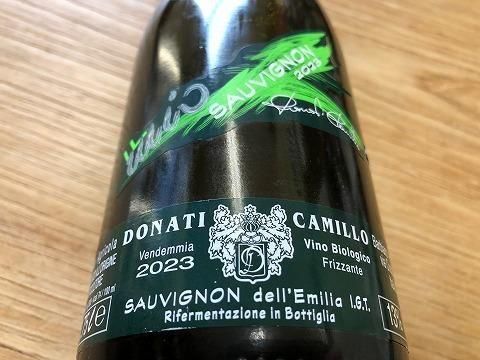 SAUVIGNON
2023
DONATI CAMILLO
Vendemmia
2023
Vino Biologico
Frizzante
SAUVIGNON dell'Emilia I.G.T.
Rifermentazione in Bottiglia